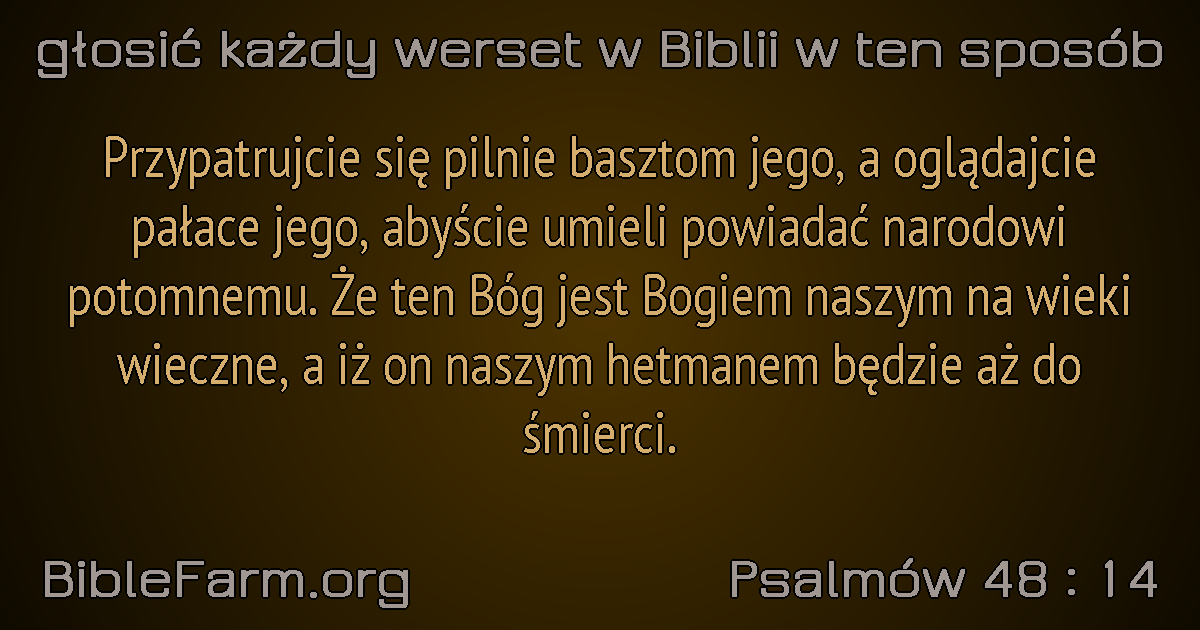 głosić każdy werset w Biblii w ten sposób
Przypatrujcie się pilnie basztom jego, a oglądajcie
pałace jego, abyście umieli powiadać narodowi
potomnemu. Że ten Bóg jest Bogiem naszym na wieki
wieczne, a iż on naszym hetmanem będzie aż do
śmierci.
BibleFarm.org
Psalmów 48 : 14